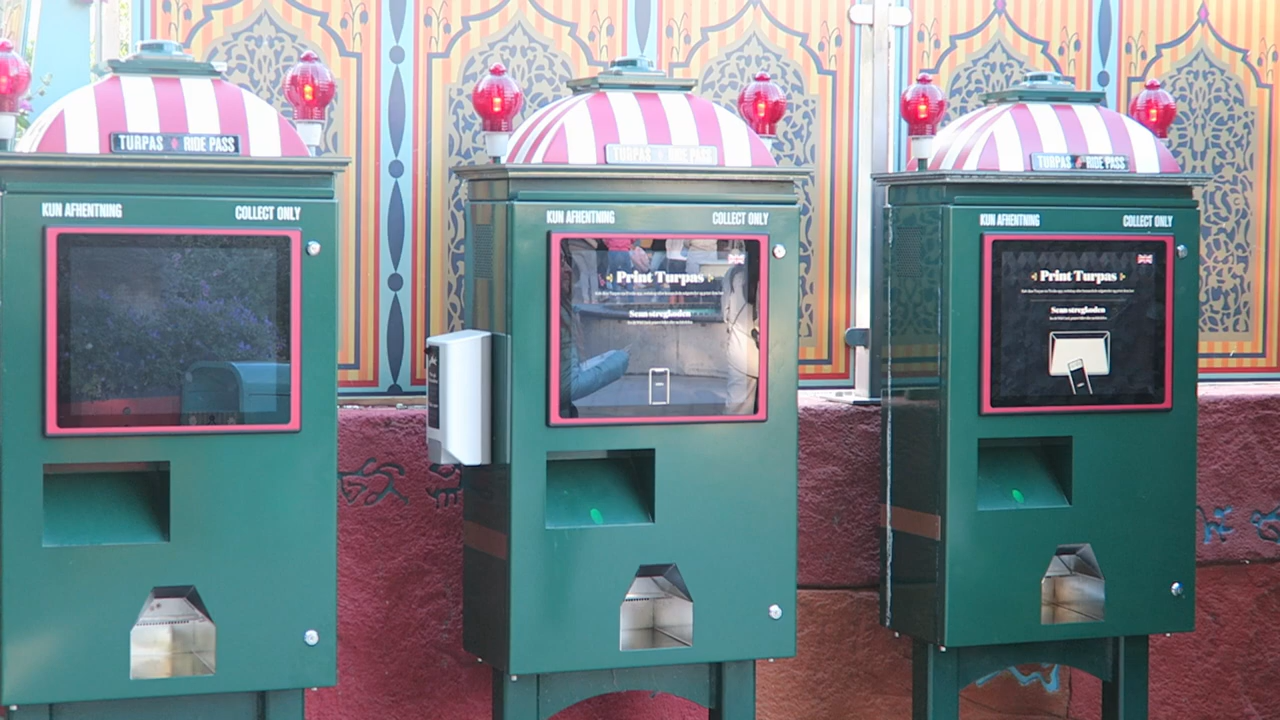 TURPAS RIDE PASS
KUN AFHENTNING COLLECT ONLY
TURPAS RIDE PASS
KUN AFHENTNING COLLECT ONLY
Print Turpas
Scan stregkoden
TURPAS RIDE PASS
KUN AFHENTNING COLLECT ONLY
Print Turpas
Scan stregkoden